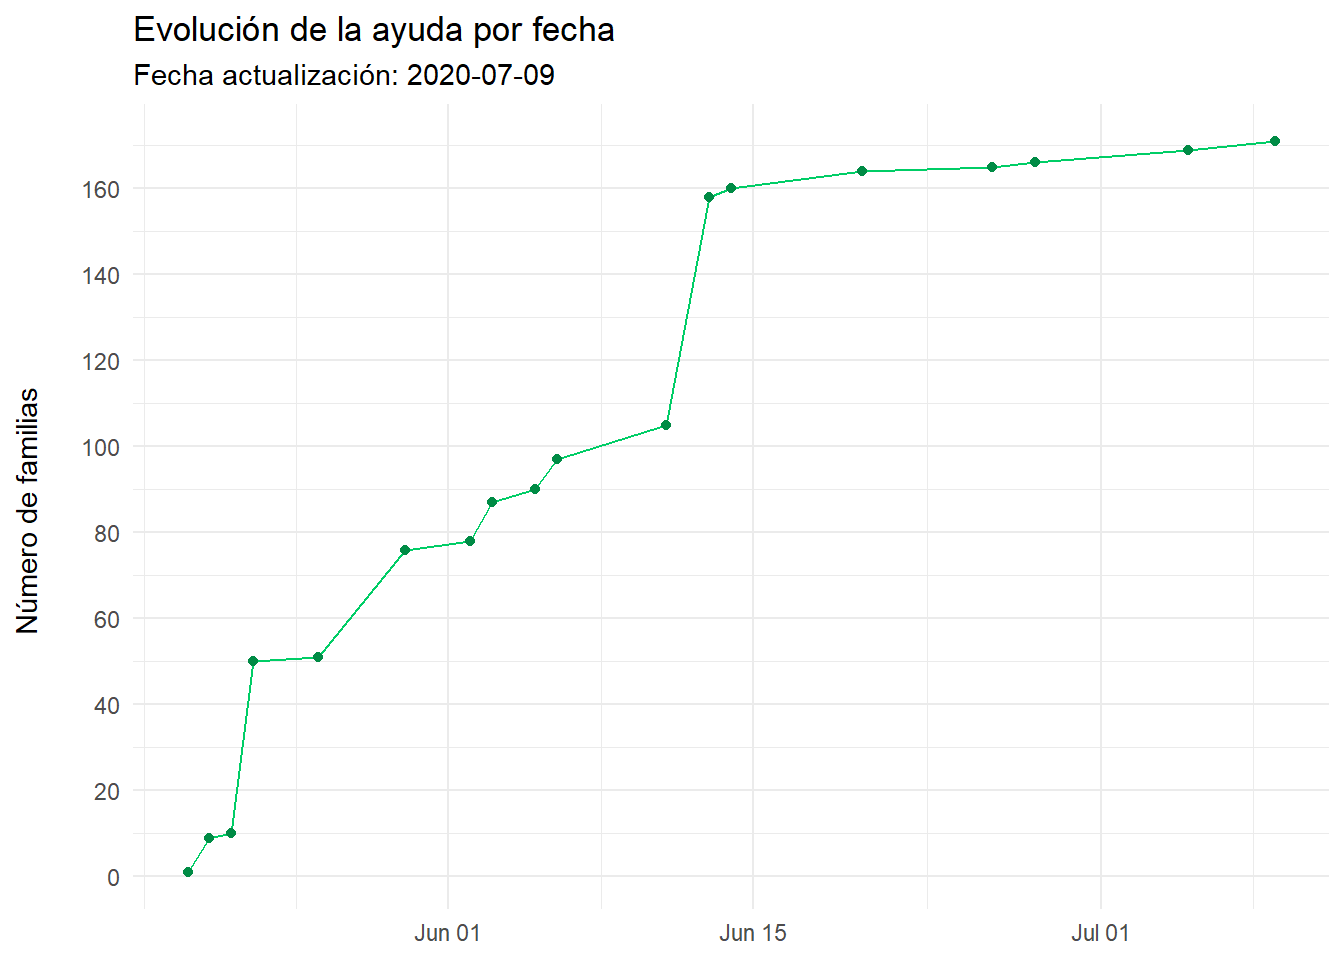 Evolución de la ayuda por fecha
Fecha actualización: 2020-07-09
Número de familias
160
140
120
100
80
60
40
20
0
Jun 01
Jun 15
Jul 01